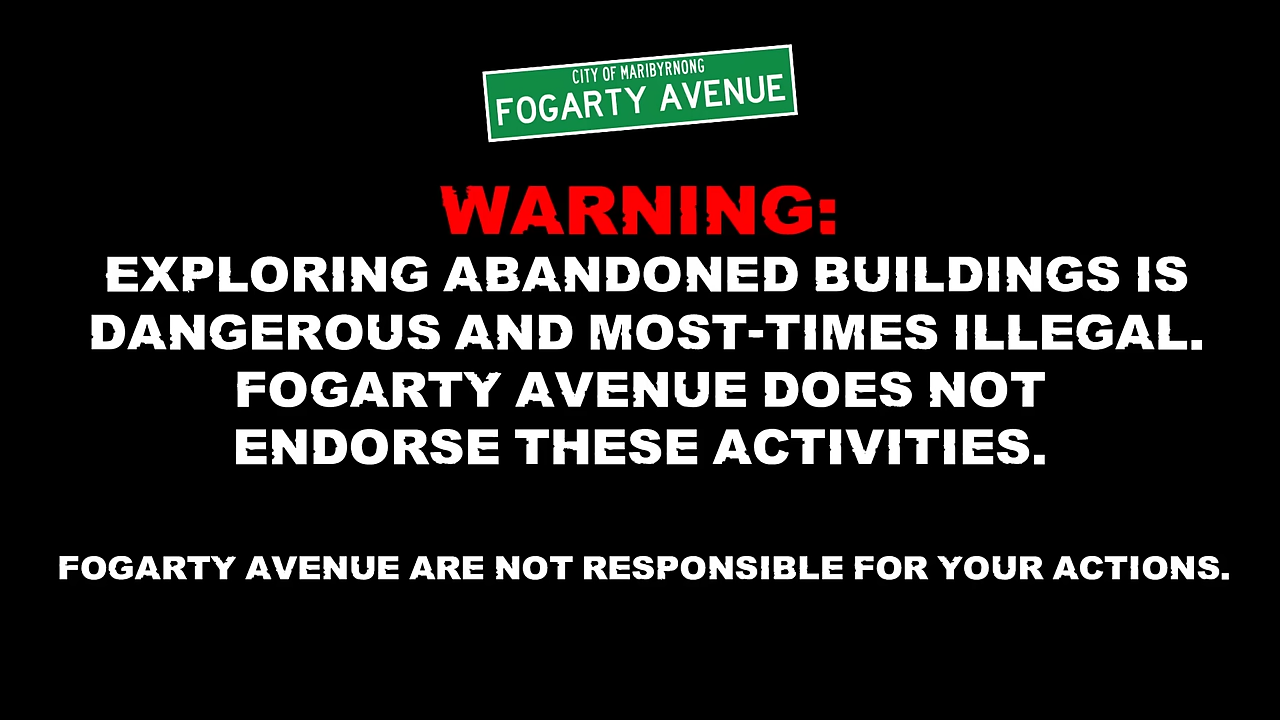 CITY OF MARIBYRNONG
FOGARTY AVENUE
WARNING:
EXPLORING ABANDONED BUILDINGS IS
DANGEROUS AND MOST-TIMES ILLEGAL.
FOGARTY AVENUE DOES NOT
ENDORSE THESE ACTIVITIES.
FOGARTY AVENUE ARE NOT RESPONSIBLE FOR YOUR ACTIONS.